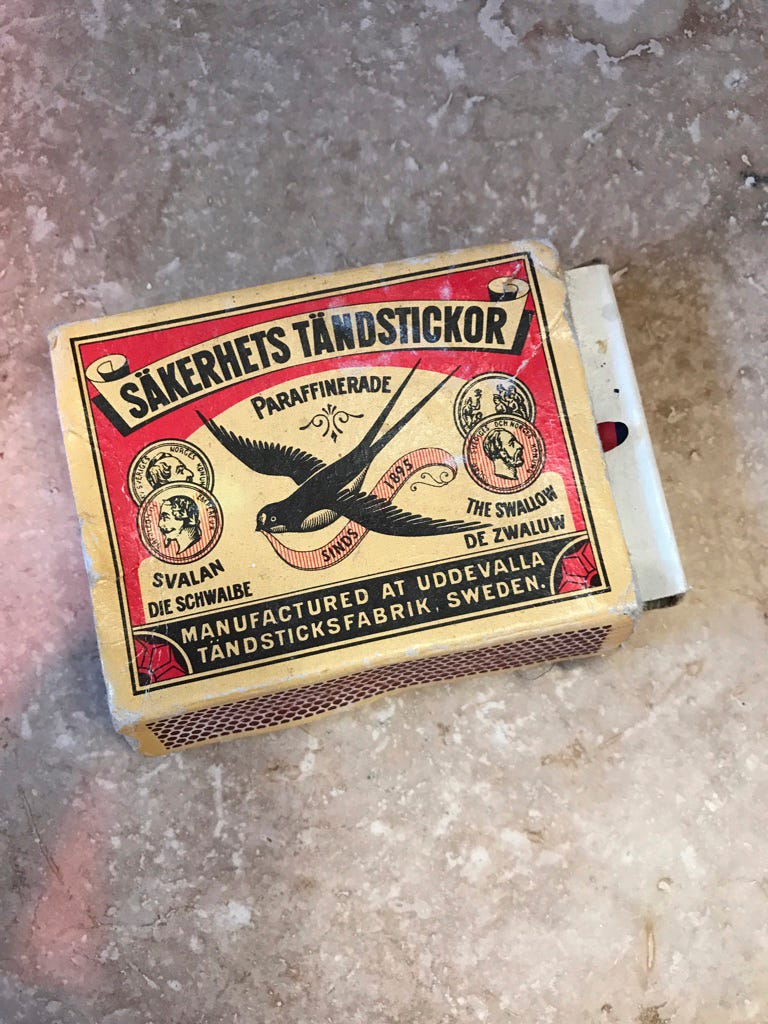 SÄKERHETS TÄNDSTICKOR
PARAFFINERADE
SINDS 1895
SVALAN
DIE SCHWALBE
THE SWALLOW
DE ZWALUW
MANUFACTURED AT UDDEVALLA
TÄNDSTICKSFABRIK, SWEDEN.